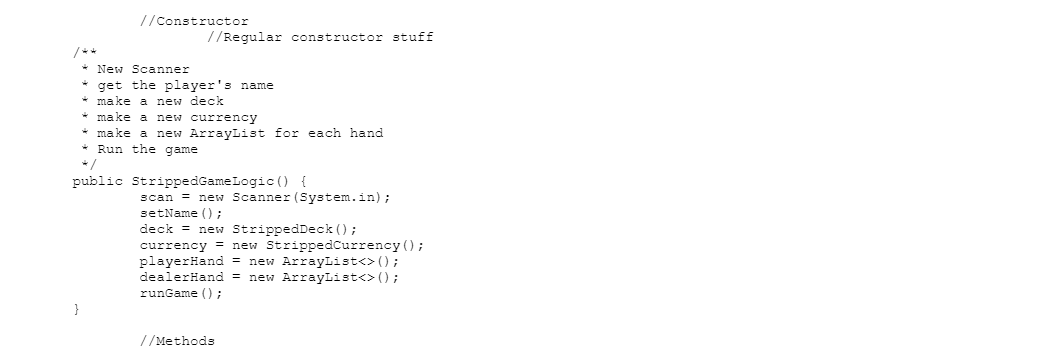 //Constructor
//Regular constructor stuff
/**
* New Scanner
* get the player's name
* make a new deck
* make a new currency
* make a new ArrayList for each hand
* Run the game
*/
public StrippedGameLogic() {
scan = new Scanner(System.in);
setName();
deck = new StrippedDeck();
currency = new StrippedCurrency();
playerHand = new ArrayList<>();
dealerHand = new ArrayList<>();
runGame();
}
//Methods